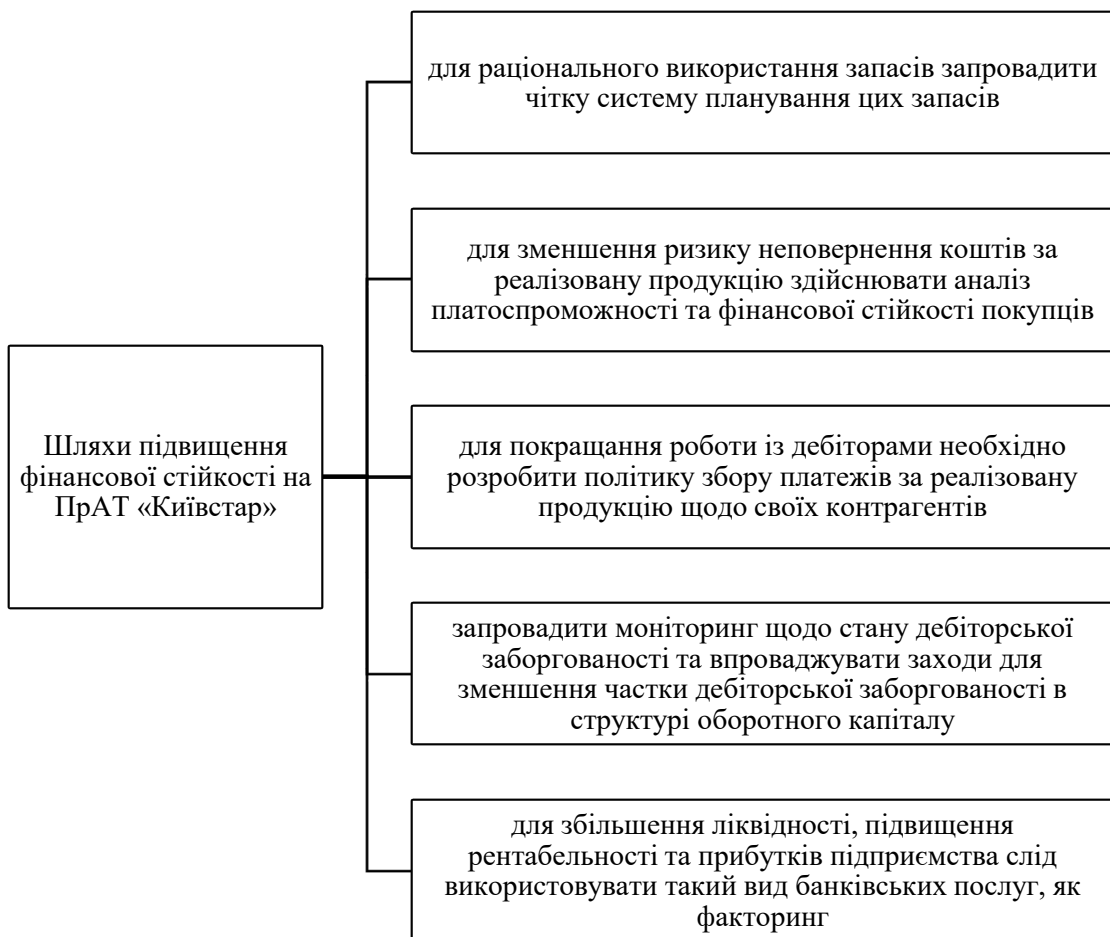 для раціонального використання запасів запровадити
чітку систему планування цих запасів
для зменшення ризику неповернення коштів за
реалізовану продукцію здійснювати аналіз
платоспроможності та фінансової стійкості покупців
Шляхи підвищення
фінансової стійкості на
ПрАТ «Київстар»
для покращання роботи із дебіторами необхідно
розробити політику збору платежів за реалізовану
продукцію щодо своїх контрагентів
запровадити моніторинг щодо стану дебіторської
заборгованості та впроваджувати заходи для
зменшення частки дебіторської заборгованості в
структурі оборотного капіталу
для збільшення ліквідності, підвищення
рентабельності та прибутків підприємства слід
використовувати такий вид банківських послуг, як
факторинг